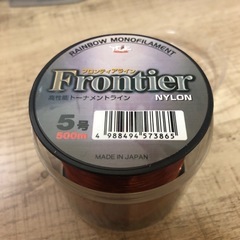 RAINBOW MONOFILAMENT
フロンティアライン
Frontier
高性能トーナメントライン
NYLON
5号
500m
4 988494 573865
MADE IN JAPAN